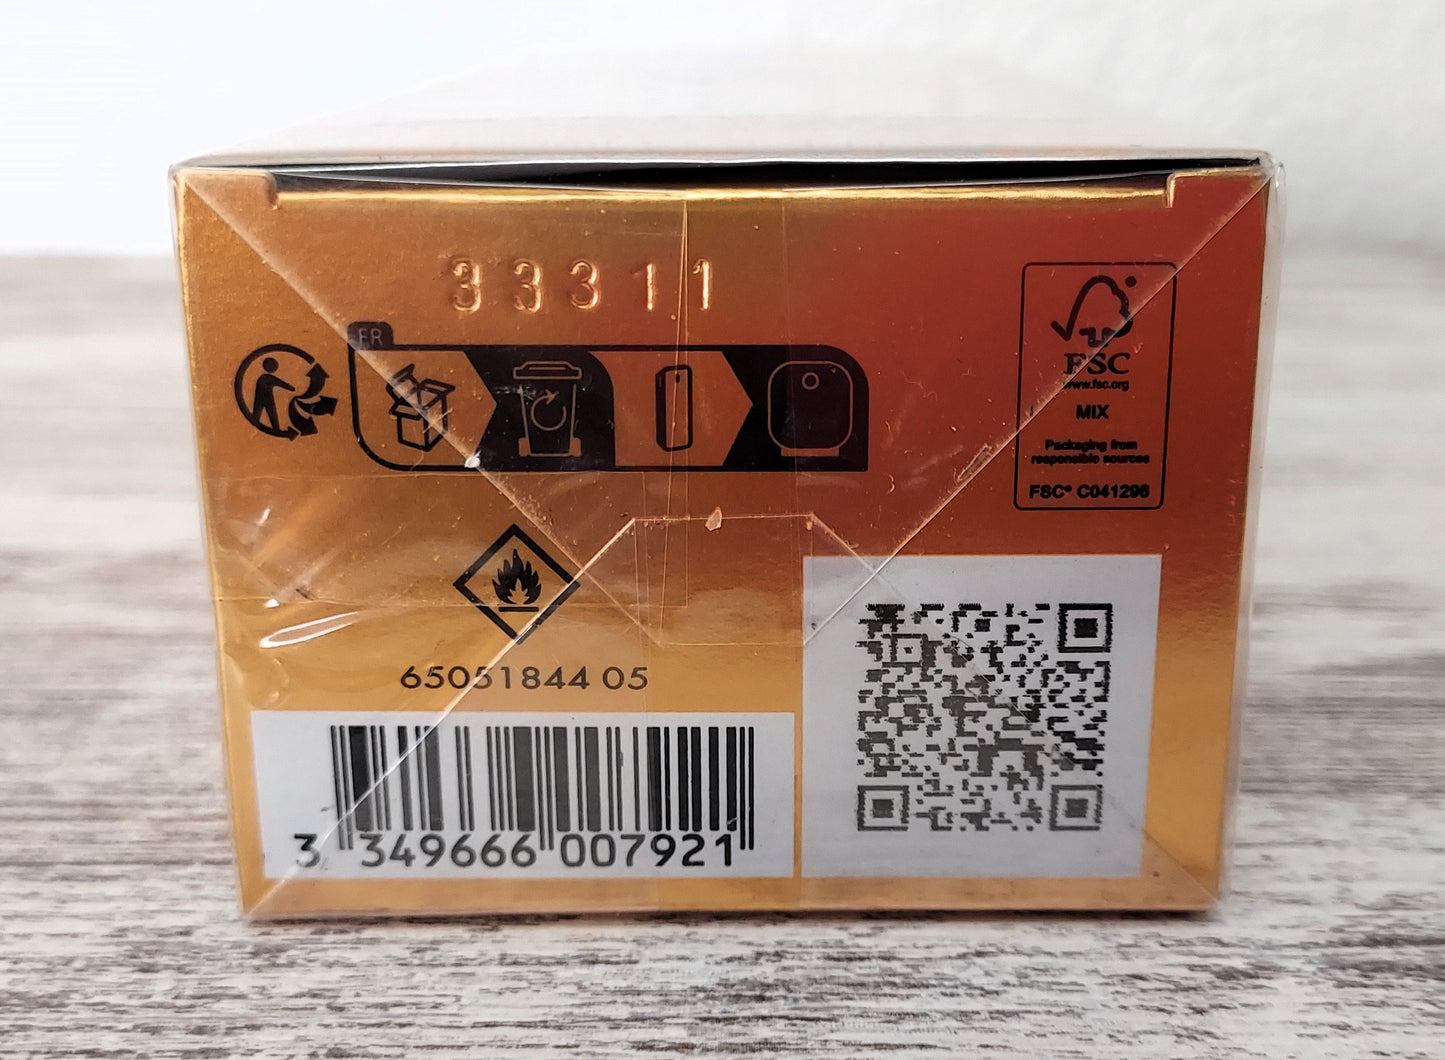 33311
FR
FSC
www.fsc.org
MIX
Packaging from
responsible sources
FSC® C041296
65051844 05
3 349666 007921